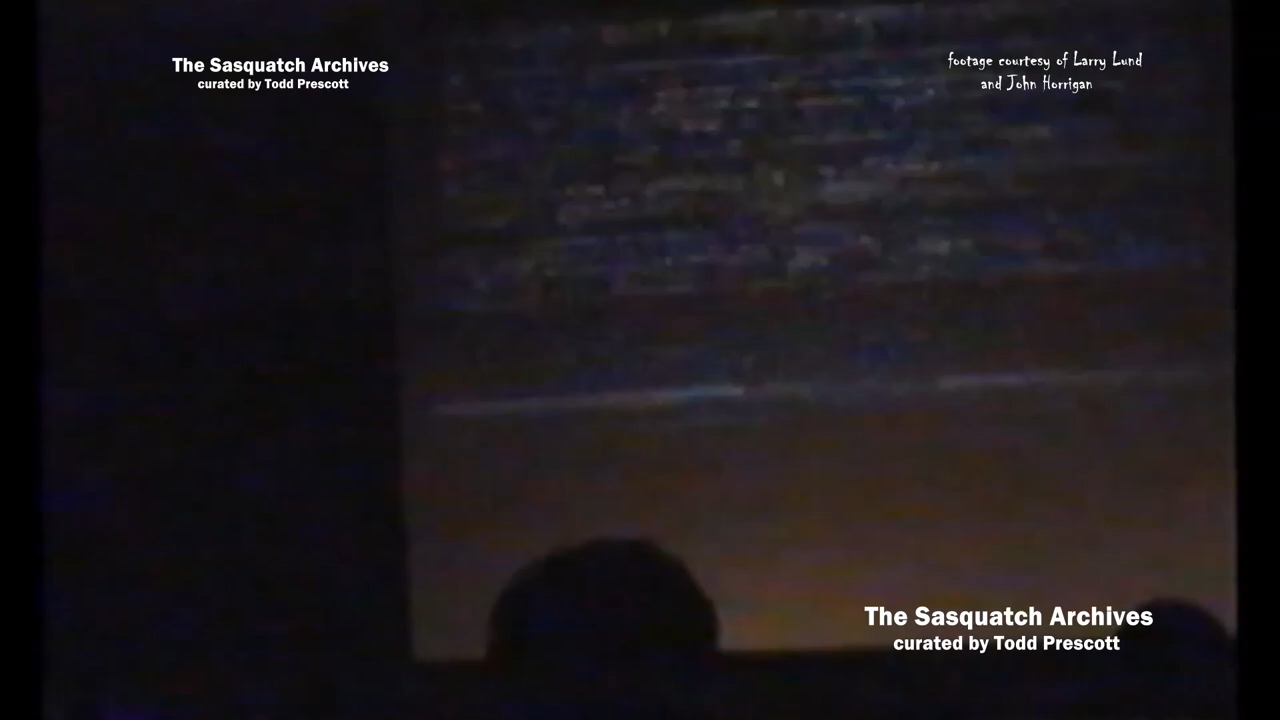 The Sasquatch Archives
curated by Todd Prescott
footage courtesy of Larry Lund
and John Horrigan
The Sasquatch Archives
curated by Todd Prescott